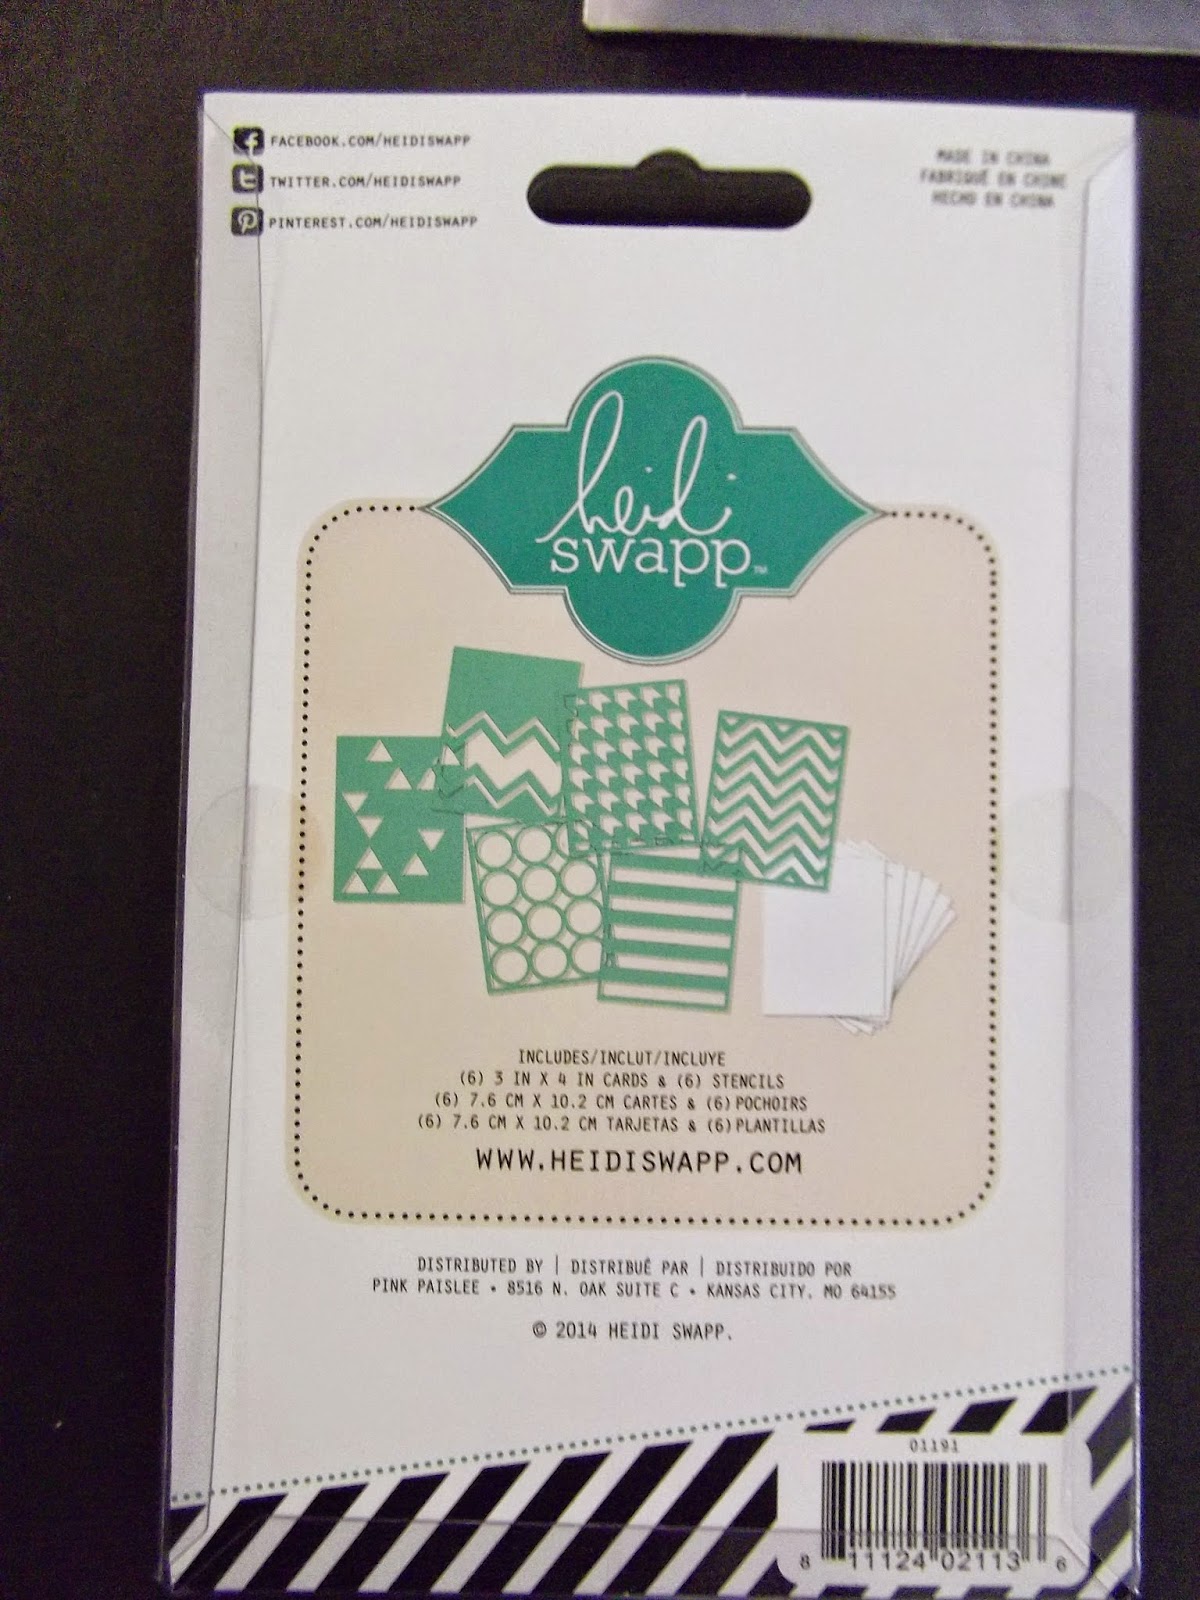 FACEBOOK.COM/HEIDISWAPP
TWITTER.COM/HEIDISWAPP
PINTEREST.COM/HEIDISWAPP
MADE IN CHINA
FABRIQUÉ EN CHINE
HECHO EN CHINA
heidi
swapp™
INCLUDES/INCLUT/INCLUYE
(6) 3 IN X 4 IN CARDS & (6) STENCILS
(6) 7.6 CM X 10.2 CM CARTES & (6) POCHOIRS
(6) 7.6 CM X 10.2 CM TARJETAS & (6) PLANTILLAS
WWW.HEIDISWAPP.COM
DISTRIBUTED BY | DISTRIBUÉ PAR | DISTRIBUIDO POR
PINK PAISLEE • 8516 N. OAK SUITE C • KANSAS CITY, MO 64155
© 2014 HEIDI SWAPP.
01191
8 11124 02113 6